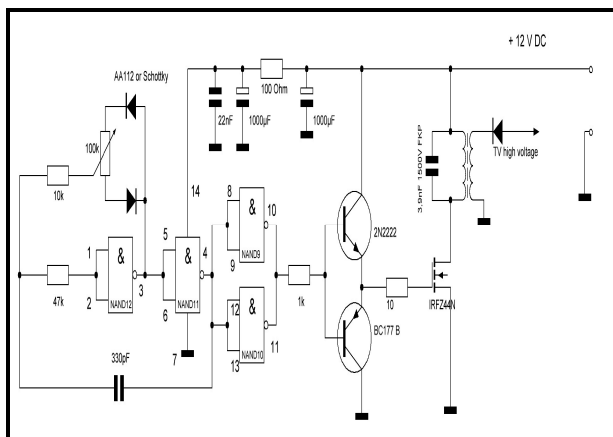 + 12 V DC
AA112 or Schottky
22nF
1000µF
100 Ohm
1000µF
100k
10k
14
3.9nF 1500V FKP
TV high voltage
8
&
10
9
NAND9
1
&
2
3
NAND12
5
&
4
6
NAND11
7
47k
2N2222
1k
10
IRFZ44N
12
&
13
11
NAND10
BC177 B
330pF